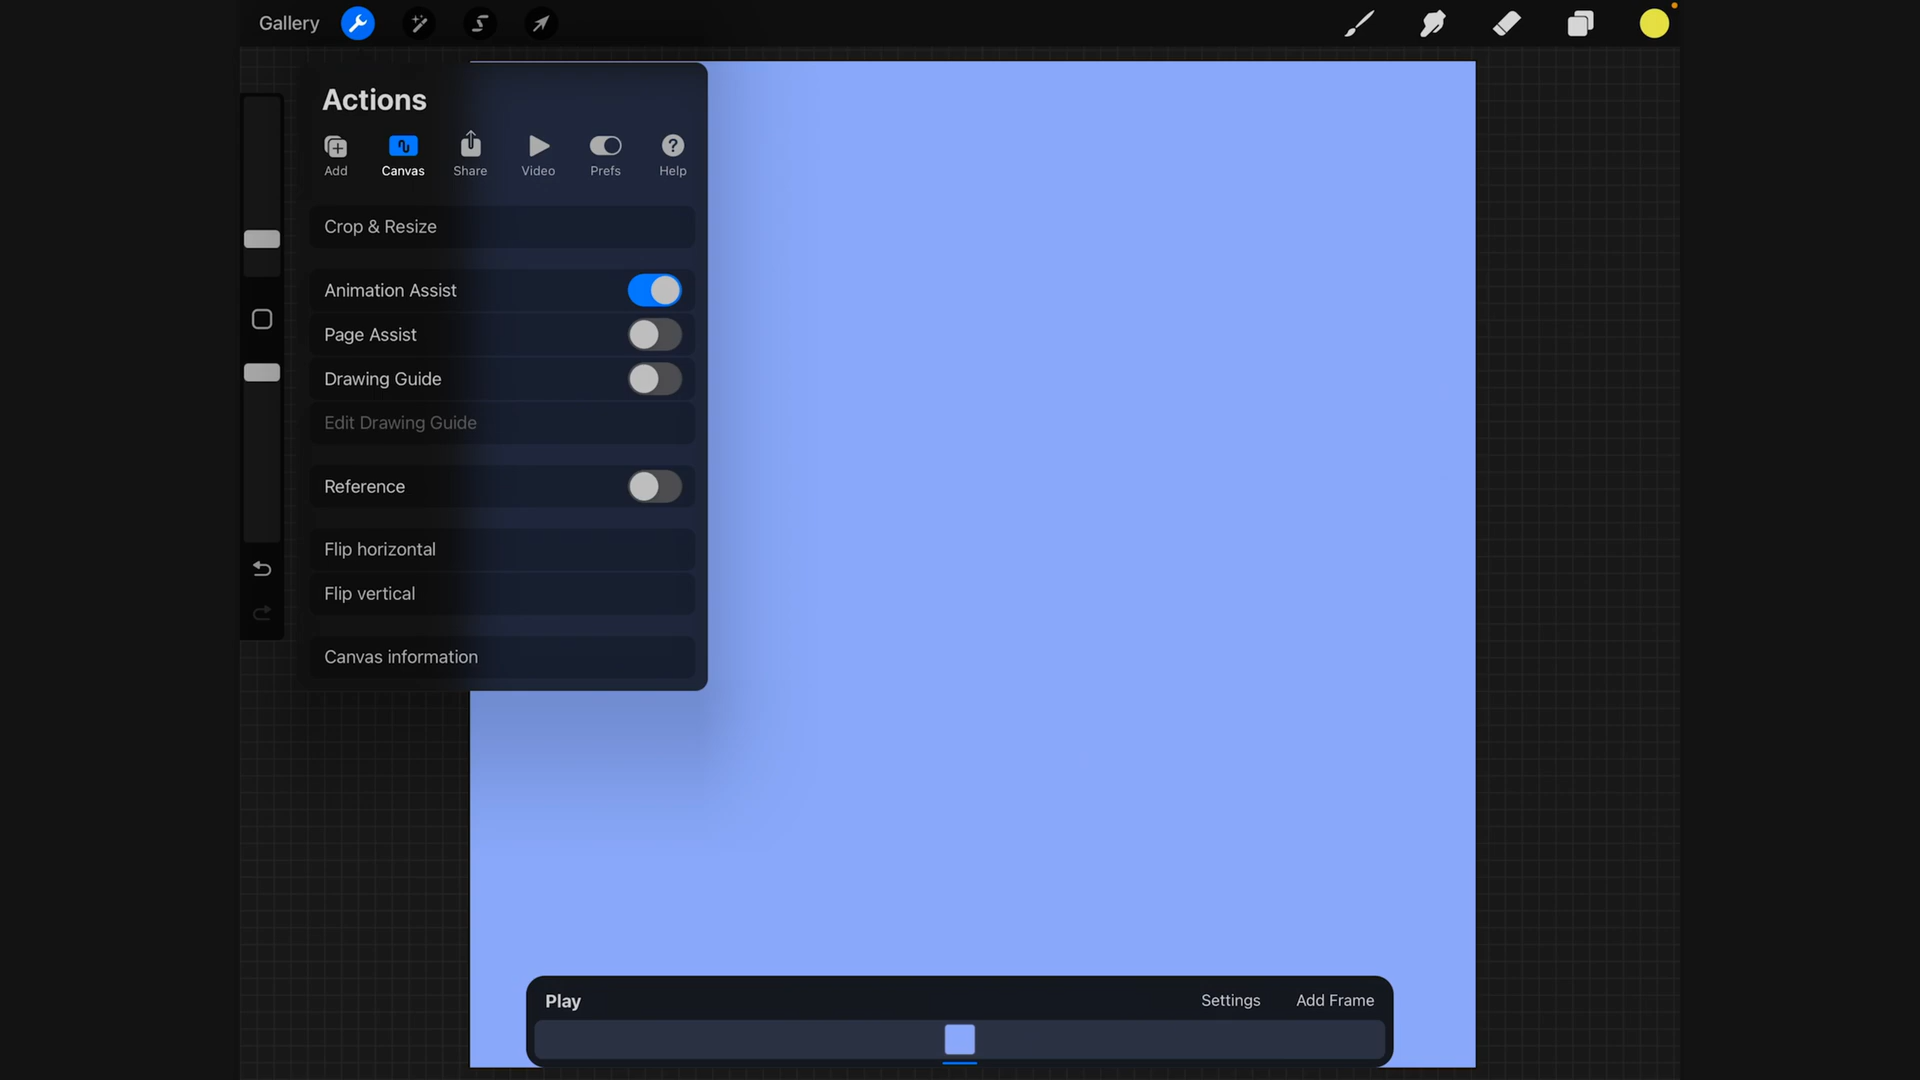 Gallery
Actions
Add Canvas Share Video Prefs Help
Crop & Resize
Animation Assist
Page Assist
Drawing Guide
Edit Drawing Guide
Reference
Flip horizontal
Flip vertical
Canvas information
Play Settings Add Frame